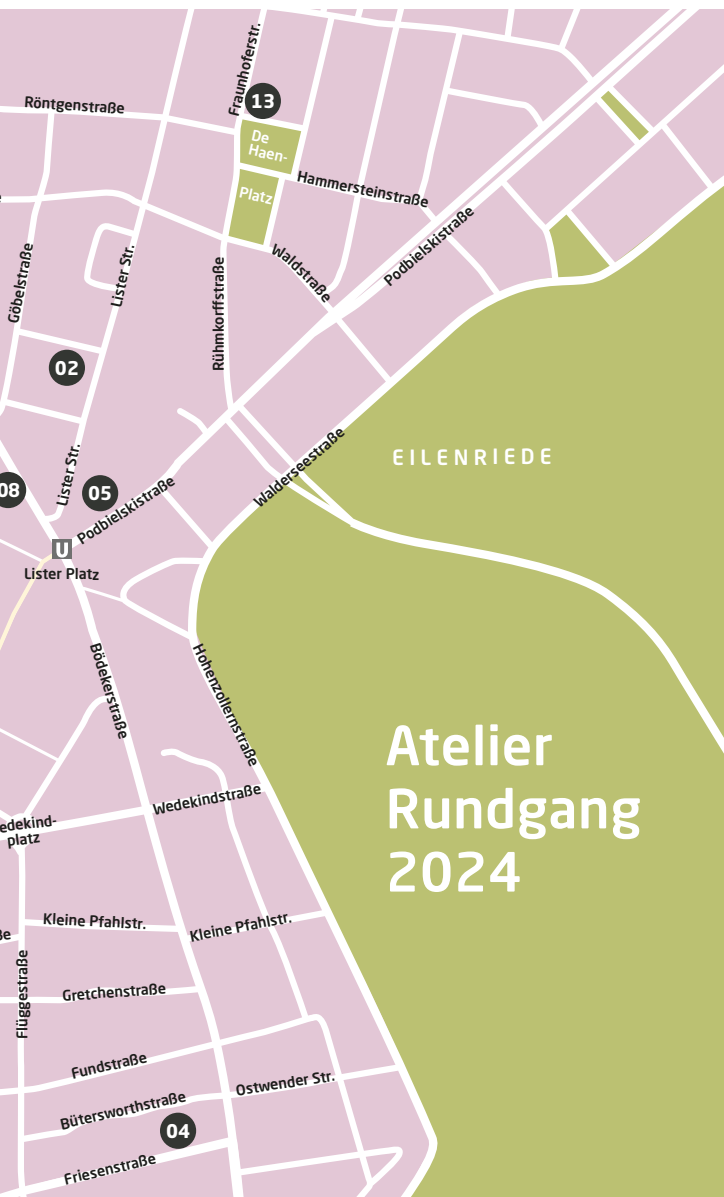 Fraunhoferstr.
13
Röntgenstraße
De
Haen-
Platz
Hammersteinstraße
Podbielskistraße
Waldstraße
Lister Str.
Göbelstraße
Rühmkorffstraße
02
EILENRIEDE
Walderseestraße
Lister Str.
08
05
Podbielskistraße
U
Lister Platz
Bödekerstraße
Hohenzollernstraße
Atelier
Rundgang
2024
Wedekindstraße
edekind-
platz
Kleine Pfahlstr.
Kleine Pfahlstr.
ße
Flüggestraße
Gretchenstraße
Fundstraße
Ostwender Str.
Bütersworthstraße
04
Friesenstraße